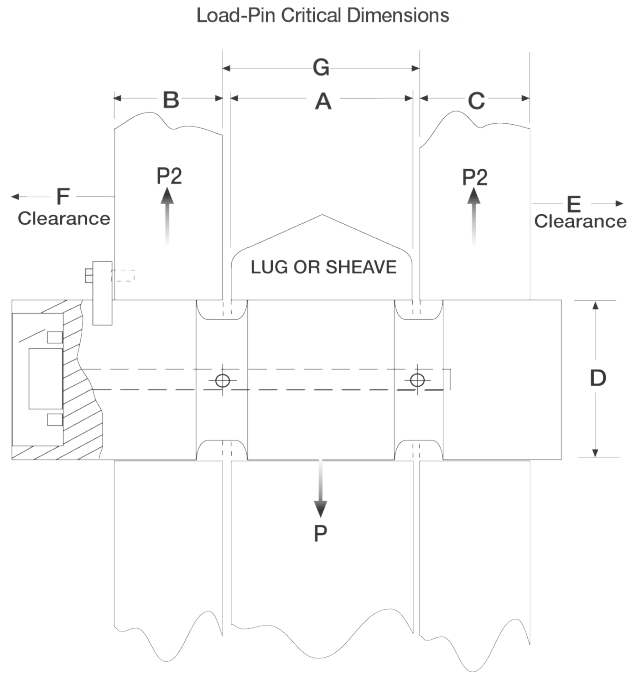 Load-Pin Critical Dimensions
G
B
A
C
P2
P2
F
Clearance
E
Clearance
LUG OR SHEAVE
D
P